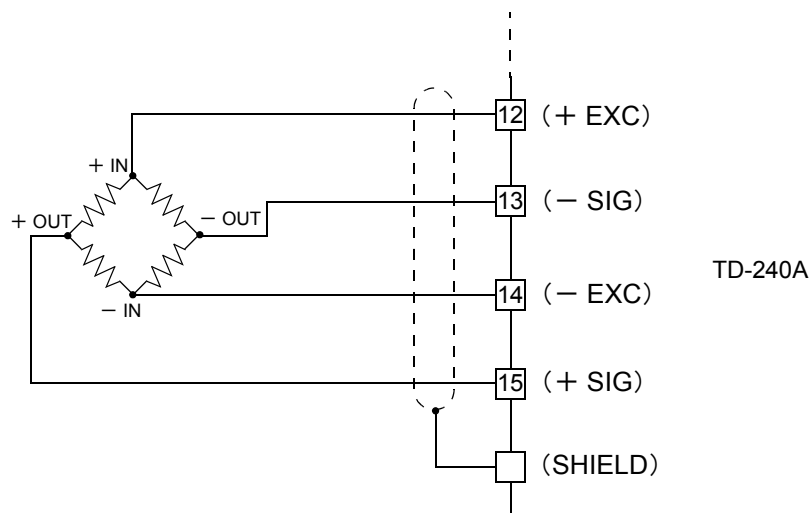 12 (+ EXC)
+ IN
13 (− SIG)
+ OUT
− OUT
TD-240A
14 (− EXC)
− IN
15 (+ SIG)
(SHIELD)